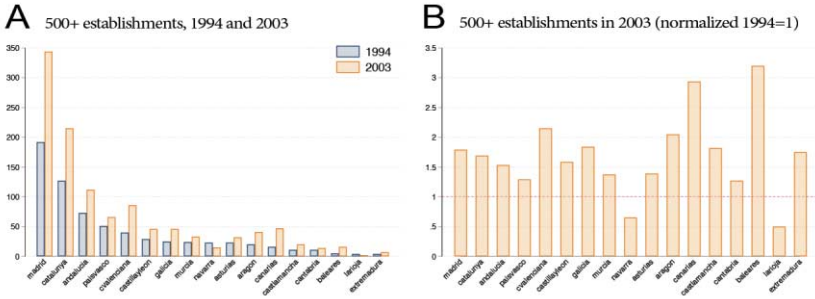 A 500+ establishments, 1994 and 2003
350
300
250
200
150
100
50
0
1994
2003
madrid
catalunya
andalucia
paisvasco
cvalenciana
castillayleon
galicia
murcia
navarra
asturias
aragon
canarias
castlamancha
cantabria
baleares
larioja
extremadura
B 500+ establishments in 2003 (normalized 1994=1)
3.5
3
2.5
2
1.5
1
.5
0
madrid
catalunya
andalucia
paisvasco
cvalenciana
castillayleon
galicia
murcia
navarra
asturias
aragon
canarias
castlamancha
cantabria
baleares
larioja
extremadura